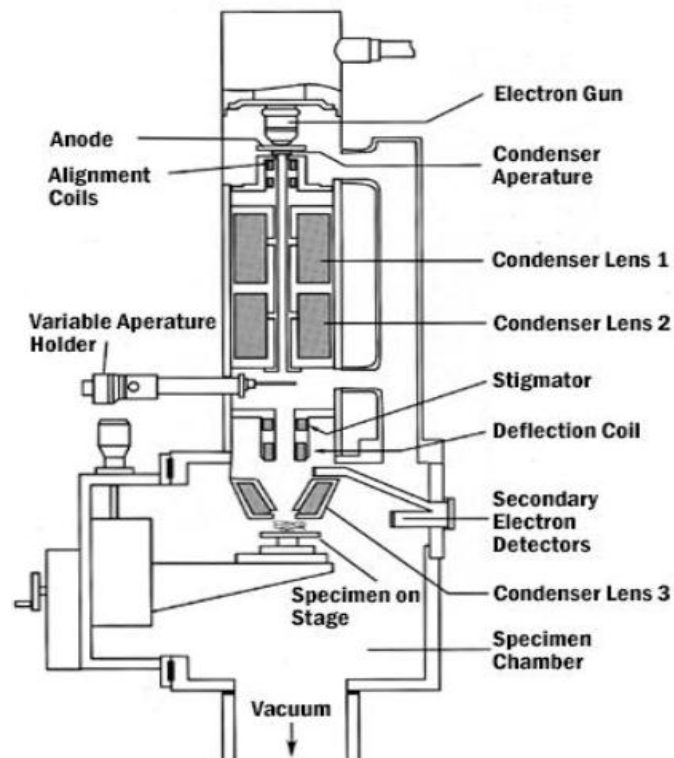 Electron Gun
Anode
Condenser
Aperature
Alignment
Coils
Condenser Lens 1
Variable Aperature
Holder
Condenser Lens 2
Stigmator
Deflection Coil
Secondary
Electron
Detectors
Specimen on
Stage
Condenser Lens 3
Specimen
Chamber
Vacuum